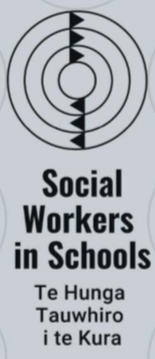 Social
Workers
in Schools
Te Hunga
Tauwhiro
i te Kura